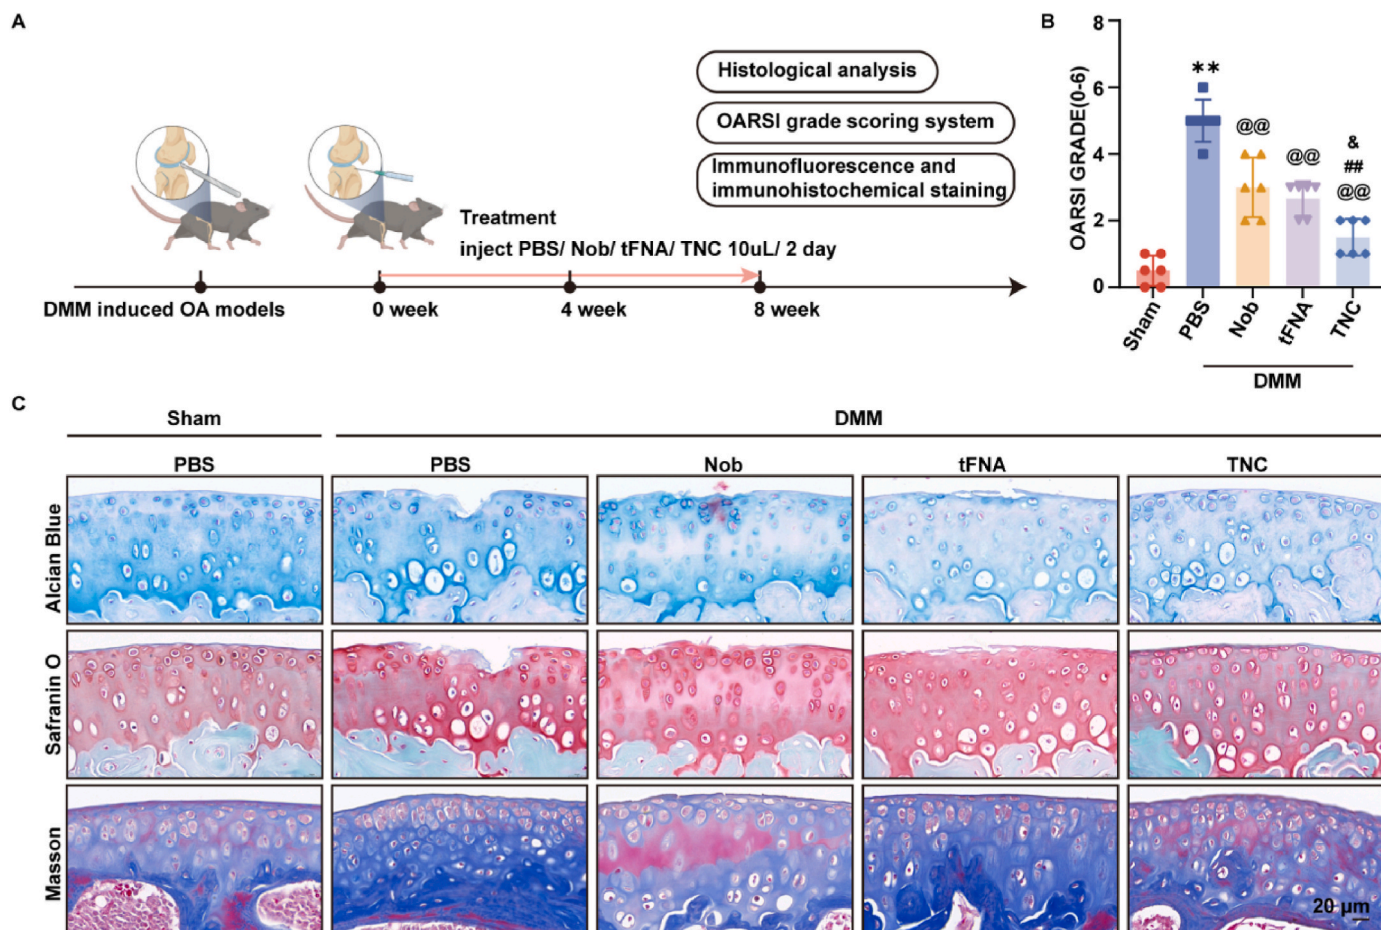 A
Histological analysis
OARSI grade scoring system
Immunofluorescence and
immunohistochemical staining
Treatment
inject PBS/ Nob/ tFNA/ TNC 10uL/ 2 day
DMM induced OA models
0 week
4 week
8 week
B
OARSI GRADE(0-6)
8
6
4
2
0
**
@@
@@
&
##
@@
Sham
PBS
Nob
tFNA
TNC
DMM
C
Sham
DMM
PBS
PBS
Nob
tFNA
TNC
Alcian Blue
Safranin O
Masson
20 μm